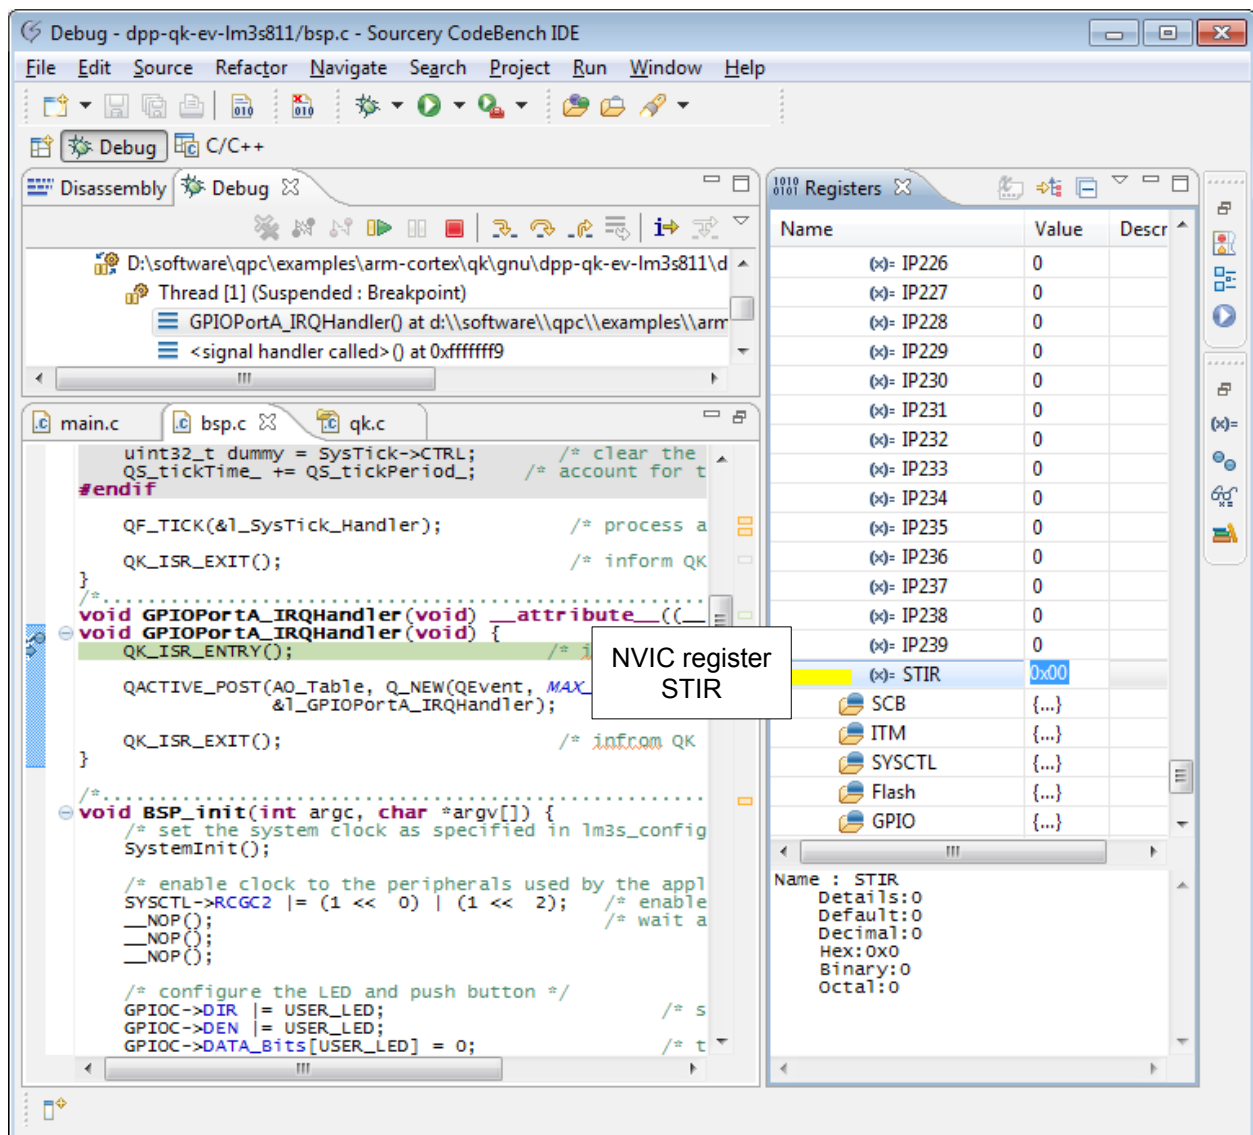 Debug - dpp-qk-ev-lm3s811/bsp.c - Sourcery CodeBench IDE
File Edit Source Refactor Navigate Search Project Run Window Help
Debug C/C++
Disassembly Debug
D:\software\qpc\examples\arm-cortex\qk\gnu\dpp-qk-ev-lm3s811\d
Thread [1] (Suspended : Breakpoint)
GPIOPortA_IRQHandler() at d:\\software\\qpc\\examples\\arm
<signal handler called>() at 0xfffffff9
main.c bsp.c qk.c
uint32_t dummy = SysTick->CTRL; /* clear the
QS_tickTime_ += QS_tickPeriod_; /* account for t
#endif
QF_TICK(&l_SysTick_Handler); /* process a
QK_ISR_EXIT(); /* inform QK
}
/*......................................................
void GPIOPortA_IRQHandler(void) __attribute__((__
void GPIOPortA_IRQHandler(void) {
QK_ISR_ENTRY(); /* i
QACTIVE_POST(AO_Table, Q_NEW(QEvent, MAX_
&l_GPIOPortA_IRQHandler);
QK_ISR_EXIT(); /* infrom QK
}
/*......................................................
void BSP_init(int argc, char *argv[]) {
/* set the system clock as specified in lm3s_config
SystemInit();
/* enable clock to the peripherals used by the appl
SYSCTL->RCGC2 |= (1 << 0) | (1 << 2); /* enable
__NOP(); /* wait a
__NOP();
__NOP();
/* configure the LED and push button */
GPIOC->DIR |= USER_LED; /* s
GPIOC->DEN |= USER_LED;
GPIOC->DATA_Bits[USER_LED] = 0; /* t
NVIC register
STIR
Registers
Name Value Descr
(x)= IP226 0
(x)= IP227 0
(x)= IP228 0
(x)= IP229 0
(x)= IP230 0
(x)= IP231 0
(x)= IP232 0
(x)= IP233 0
(x)= IP234 0
(x)= IP235 0
(x)= IP236 0
(x)= IP237 0
(x)= IP238 0
(x)= IP239 0
(x)= STIR 0x00
SCB {...}
ITM {...}
SYSCTL {...}
Flash {...}
GPIO {...}
Name : STIR
Details:0
Default:0
Decimal:0
Hex:0x0
Binary:0
Octal:0